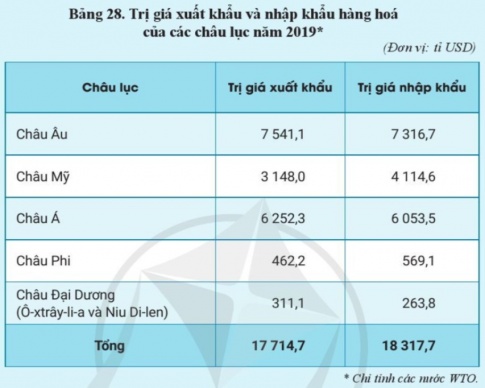 Bảng 28. Trị giá xuất khẩu và nhập khẩu hàng hoá
của các châu lục năm 2019*
(Đơn vị: tỉ USD)
Châu lục Trị giá xuất khẩu Trị giá nhập khẩu
Châu Âu 7 541,1 7 316,7
Châu Mỹ 3 148,0 4 114,6
Châu Á 6 252,3 6 053,5
Châu Phi 462,2 569,1
Châu Đại Dương
(Ô-xtrây-li-a và Niu Di-len) 311,1 263,8
Tổng 17 714,7 18 317,7
* Chỉ tính các nước WTO.